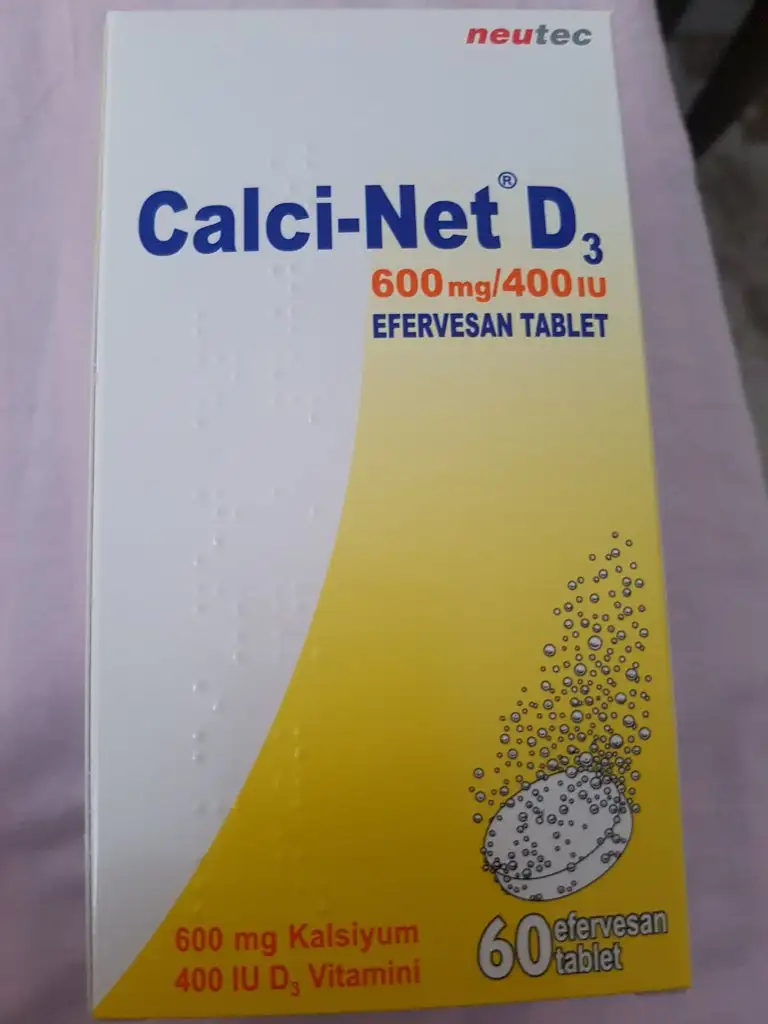 neutec
Calci-Net® D₃
600 mg/400 IU
EFERVESAN TABLET
600 mg Kalsiyum
400 IU D₃ Vitamini
60 efervesan
tablet